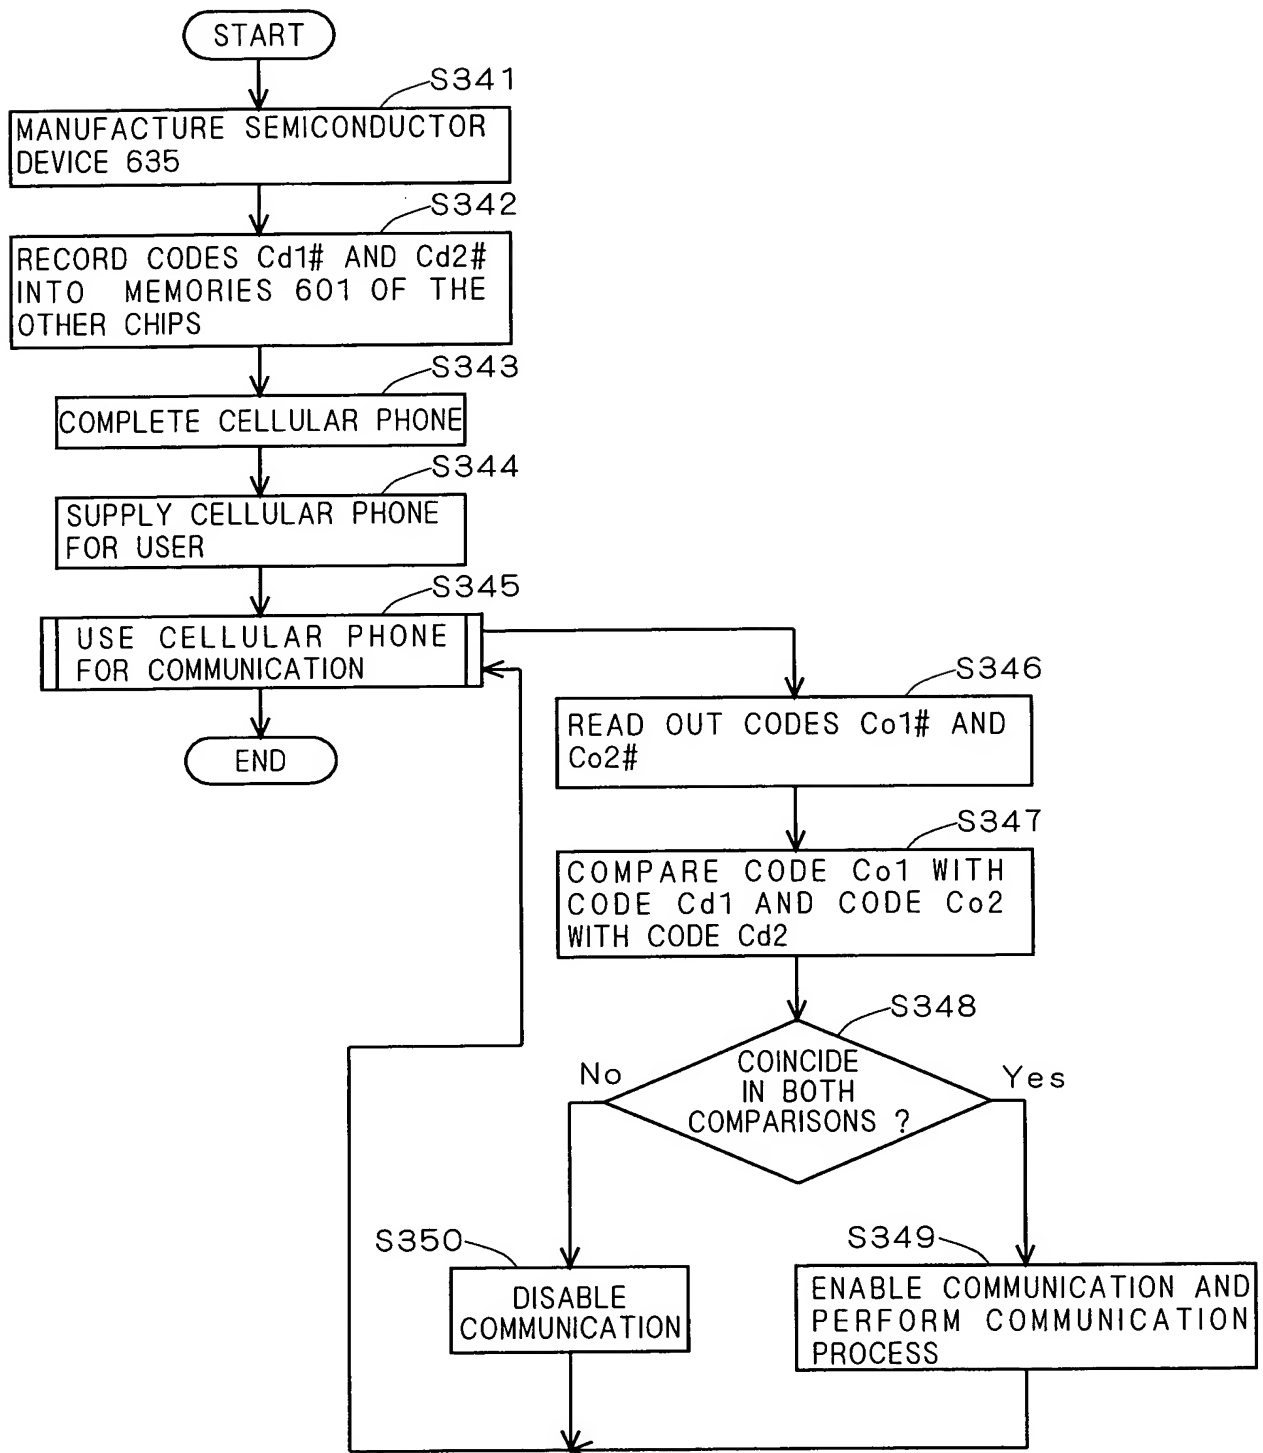 START
S341
MANUFACTURE SEMICONDUCTOR
DEVICE 635
S342
RECORD CODES Cd1# AND Cd2#
INTO MEMORIES 601 OF THE
OTHER CHIPS
S343
COMPLETE CELLULAR PHONE
S344
SUPPLY CELLULAR PHONE
FOR USER
S345
USE CELLULAR PHONE
FOR COMMUNICATION
END
S346
READ OUT CODES Co1# AND
Co2#
S347
COMPARE CODE Co1 WITH
CODE Cd1 AND CODE Co2
WITH CODE Cd2
S348
COINCIDE
IN BOTH
COMPARISONS ?
No
Yes
S350
DISABLE
COMMUNICATION
S349
ENABLE COMMUNICATION AND
PERFORM COMMUNICATION
PROCESS